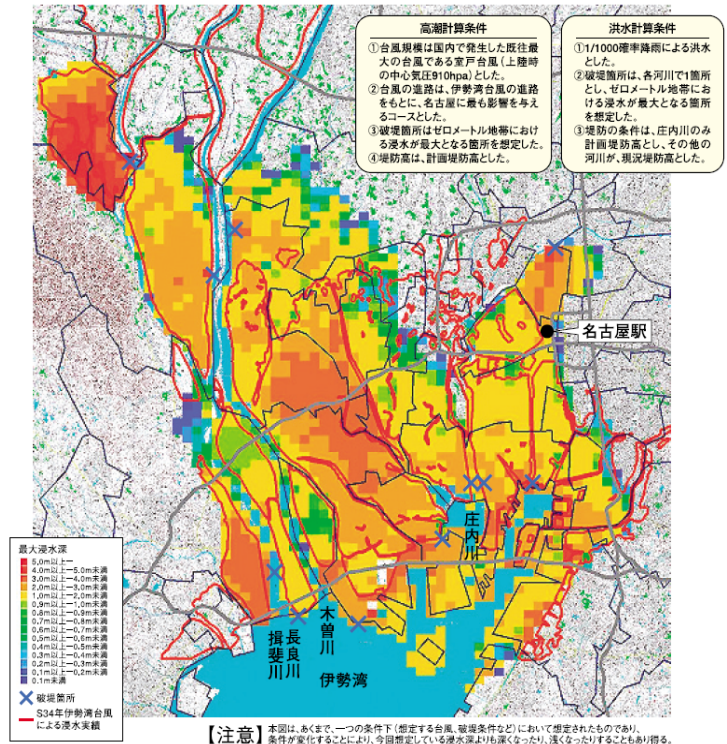 高潮計算条件
①台風規模は国内で発生した既往最
大の台風である室戸台風(上陸時
の中心気圧910hpa)とした。
②台風の進路は、伊勢湾台風の進路
をもとに、名古屋に最も影響を与え
るコースとした。
③破堤箇所はゼロメートル地帯におけ
る浸水が最大となる箇所を想定した。
④堤防高は、計画堤防高とした。
洪水計算条件
①1/1000確率降雨による洪水
とした。
②破堤箇所は、各河川で1箇所
とし、ゼロメートル地帯にお
ける浸水が最大となる箇所
を想定した。
③堤防の条件は、庄内川のみ
計画堤防高とし、その他の
河川が、現況堤防高とした。
名古屋駅
庄内川
木曽川
長良川
揖斐川
伊勢湾
最大浸水深
5.0m以上ー
4.0m以上ー5.0m未満
3.0m以上ー4.0m未満
2.0m以上ー3.0m未満
1.0m以上ー2.0m未満
0.9m以上ー1.0m未満
0.8m以上ー0.9m未満
0.7m以上ー0.8m未満
0.6m以上ー0.7m未満
0.5m以上ー0.6m未満
0.4m以上ー0.5m未満
0.3m以上ー0.4m未満
0.2m以上ー0.3m未満
0.1m以上ー0.2m未満
0.1m未満
破堤箇所
S34年伊勢湾台風
による浸水実績
【注意】本図は、あくまで、一つの条件下(想定する台風、破堤条件など)において想定されたものであり、
条件が変化することにより、今回想定している浸水深よりも深くなったり、浅くなったりすることもあり得る。